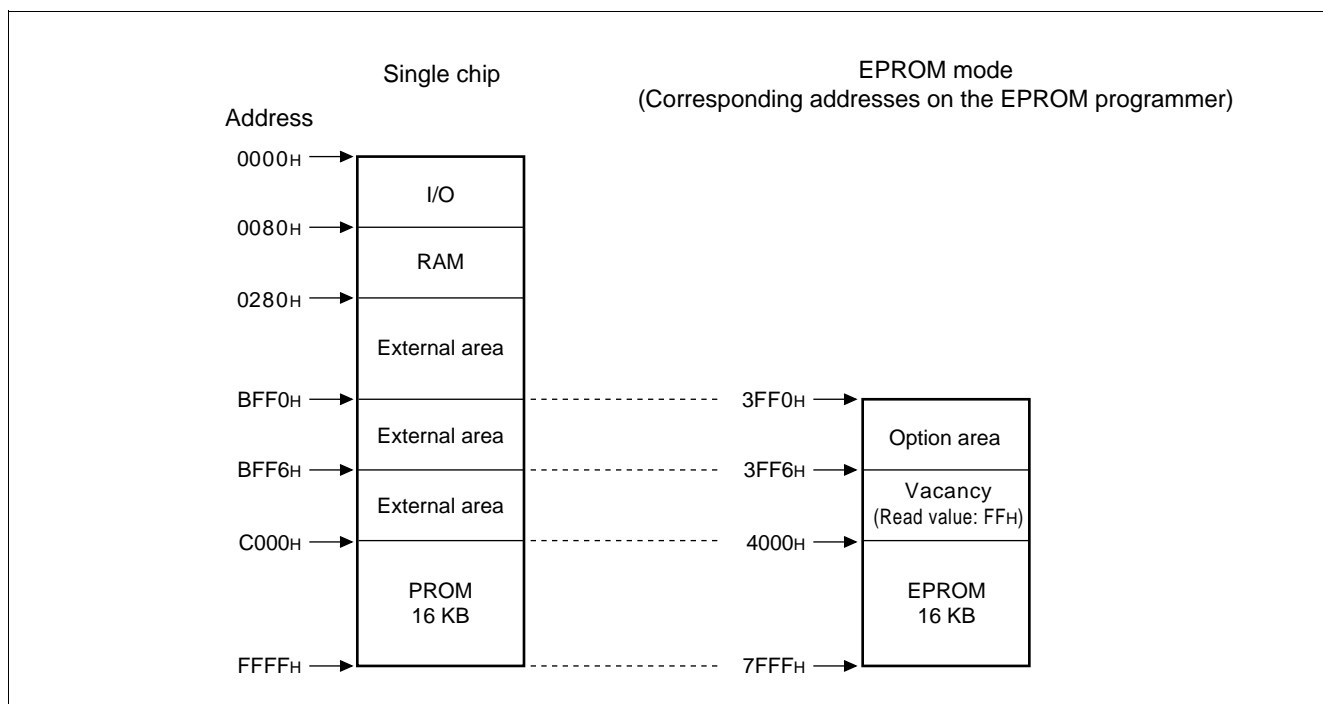 Single chip
EPROM mode
(Corresponding addresses on the EPROM programmer)
Address
0000H
I/O
0080H
RAM
0280H
External area
BFF0H
3FF0H
External area
Option area
BFF6H
3FF6H
External area
Vacancy
(Read value: FFH)
C000H
4000H
PROM
16 KB
EPROM
16 KB
FFFFH
7FFFH